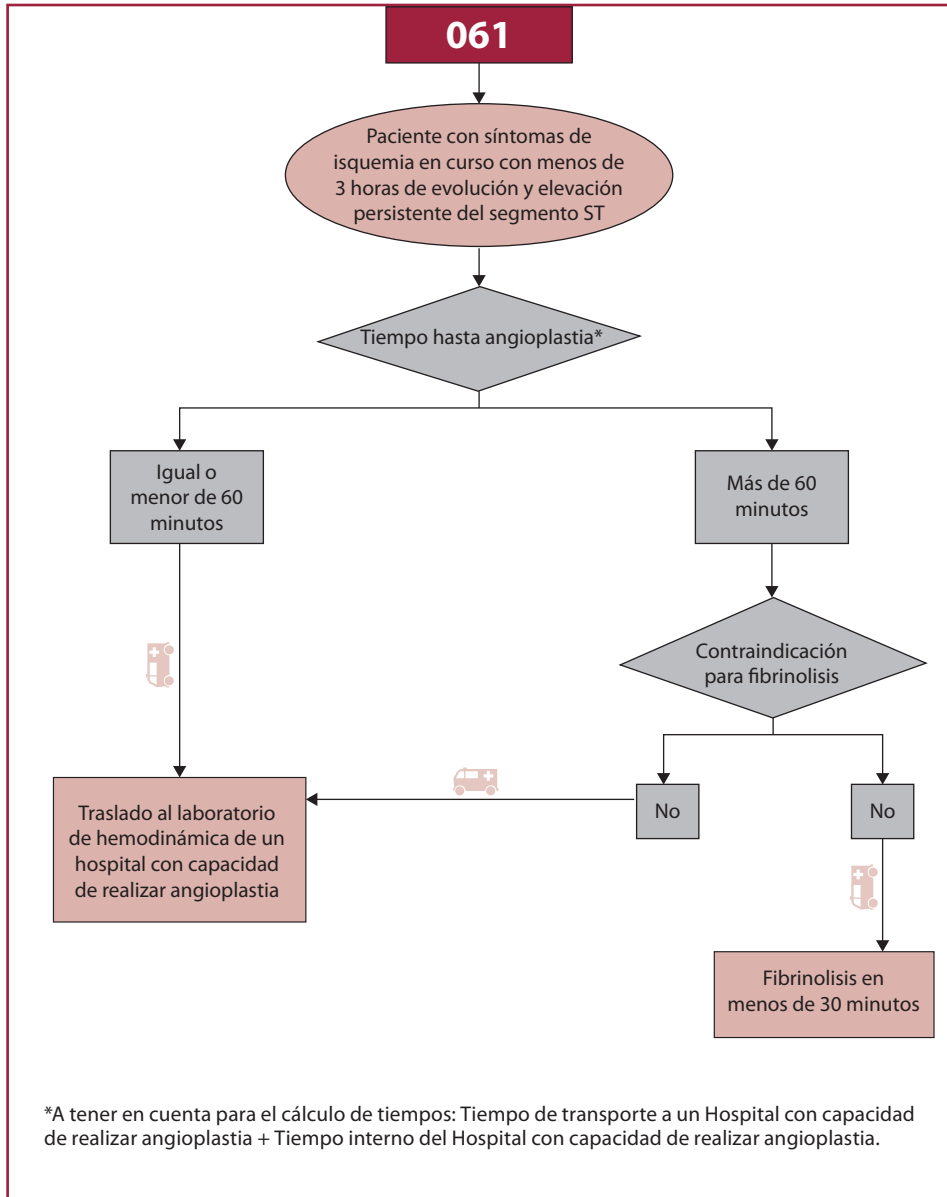 061
Paciente con síntomas de
isquemia en curso con menos de
3 horas de evolución y elevación
persistente del segmento ST
Tiempo hasta angioplastia*
Igual o
menor de 60
minutos
Más de 60
minutos
Contraindicación
para fibrinolisis
Traslado al laboratorio
de hemodinámica de un
hospital con capacidad
de realizar angioplastia
No
No
Fibrinolisis en
menos de 30 minutos
*A tener en cuenta para el cálculo de tiempos: Tiempo de transporte a un Hospital con capacidad
de realizar angioplastia + Tiempo interno del Hospital con capacidad de realizar angioplastia.